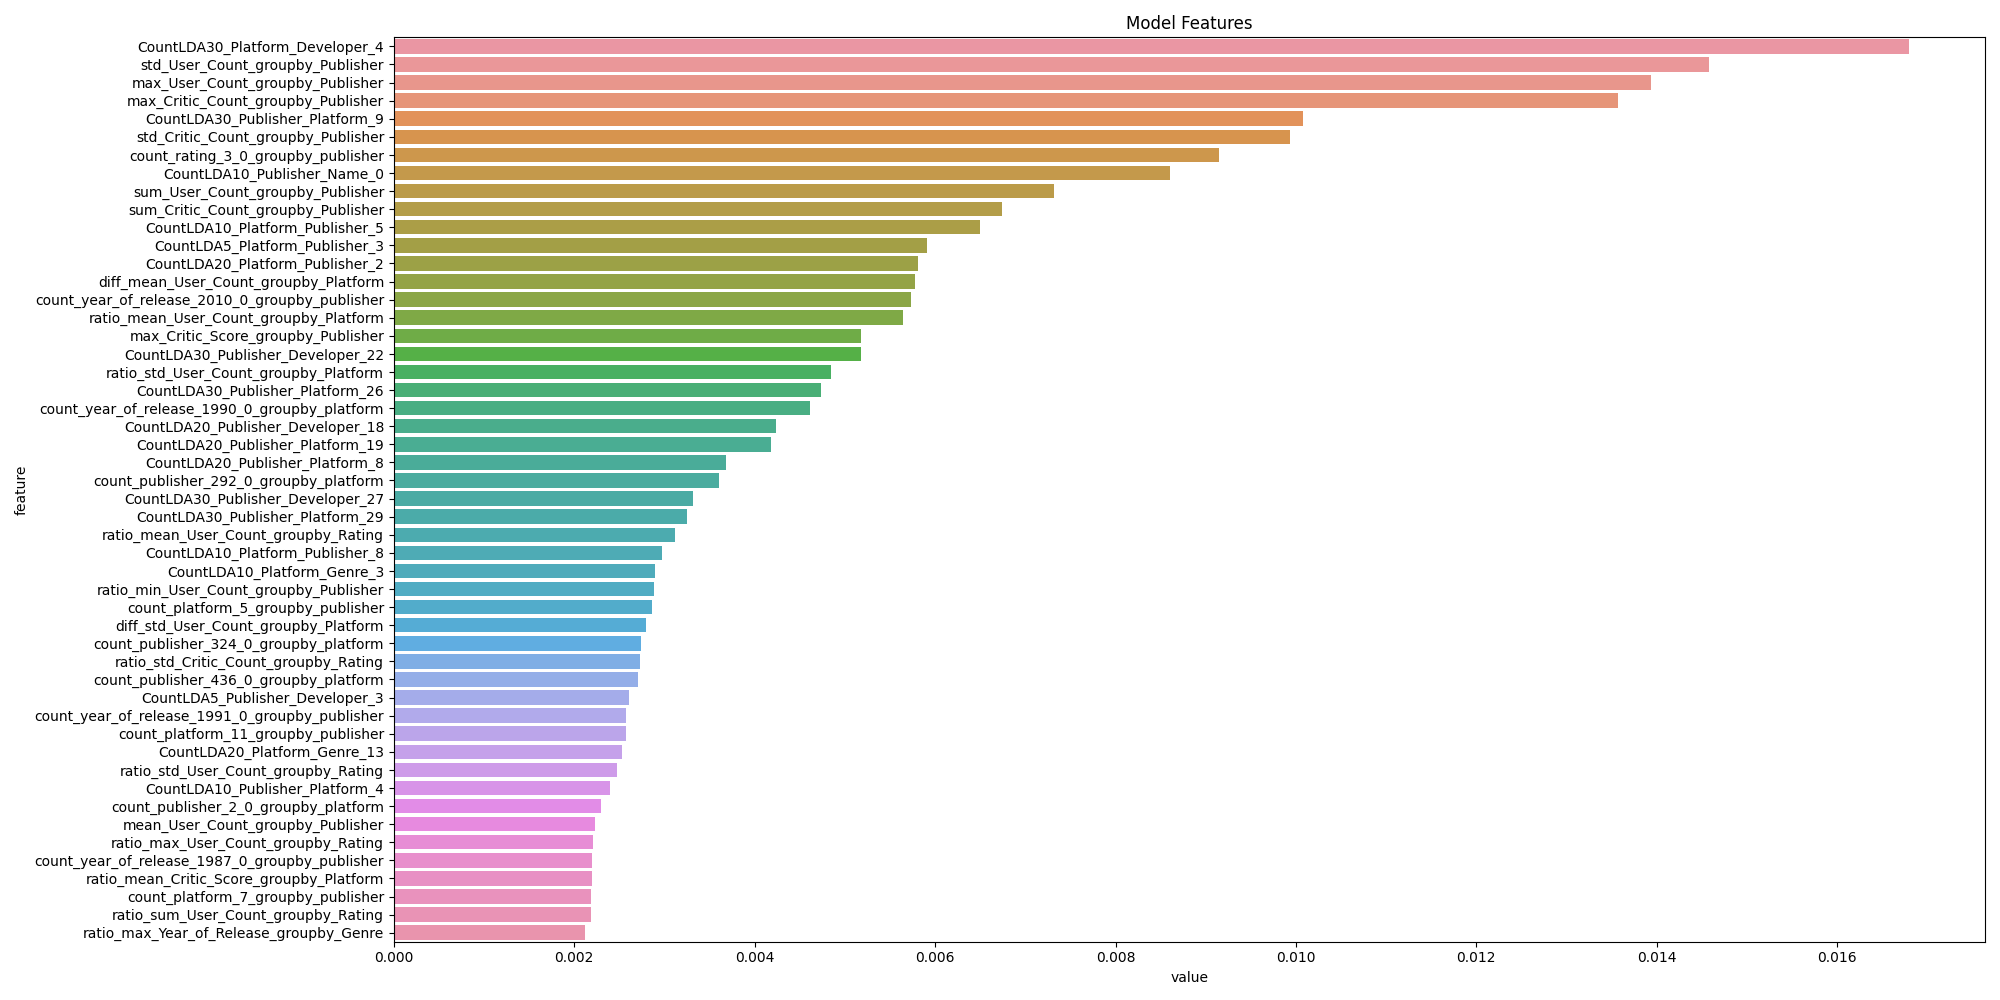 Model Features
CountLDA30_Platform_Developer_4
std_User_Count_groupby_Publisher
max_User_Count_groupby_Publisher
max_Critic_Count_groupby_Publisher
CountLDA30_Publisher_Platform_9
std_Critic_Count_groupby_Publisher
count_rating_3_0_groupby_publisher
CountLDA10_Publisher_Name_0
sum_User_Count_groupby_Publisher
sum_Critic_Count_groupby_Publisher
CountLDA10_Platform_Publisher_5
CountLDA5_Platform_Publisher_3
CountLDA20_Platform_Publisher_2
diff_mean_User_Count_groupby_Platform
count_year_of_release_2010_0_groupby_publisher
ratio_mean_User_Count_groupby_Platform
max_Critic_Score_groupby_Publisher
CountLDA30_Publisher_Developer_22
ratio_std_User_Count_groupby_Platform
CountLDA30_Publisher_Platform_26
count_year_of_release_1990_0_groupby_platform
CountLDA20_Publisher_Developer_18
CountLDA20_Publisher_Platform_19
CountLDA20_Publisher_Platform_8
count_publisher_292_0_groupby_platform
CountLDA30_Publisher_Developer_27
CountLDA30_Publisher_Platform_29
ratio_mean_User_Count_groupby_Rating
CountLDA10_Platform_Publisher_8
CountLDA10_Platform_Genre_3
ratio_min_User_Count_groupby_Publisher
count_platform_5_groupby_publisher
diff_std_User_Count_groupby_Platform
count_publisher_324_0_groupby_platform
ratio_std_Critic_Count_groupby_Rating
count_publisher_436_0_groupby_platform
CountLDA5_Publisher_Developer_3
count_year_of_release_1991_0_groupby_publisher
count_platform_11_groupby_publisher
CountLDA20_Platform_Genre_13
ratio_std_User_Count_groupby_Rating
CountLDA10_Publisher_Platform_4
count_publisher_2_0_groupby_platform
mean_User_Count_groupby_Publisher
ratio_max_User_Count_groupby_Rating
count_year_of_release_1987_0_groupby_publisher
ratio_mean_Critic_Score_groupby_Platform
count_platform_7_groupby_publisher
ratio_sum_User_Count_groupby_Rating
ratio_max_Year_of_Release_groupby_Genre
feature
0.000 0.002 0.004 0.006 0.008 0.010 0.012 0.014 0.016
value